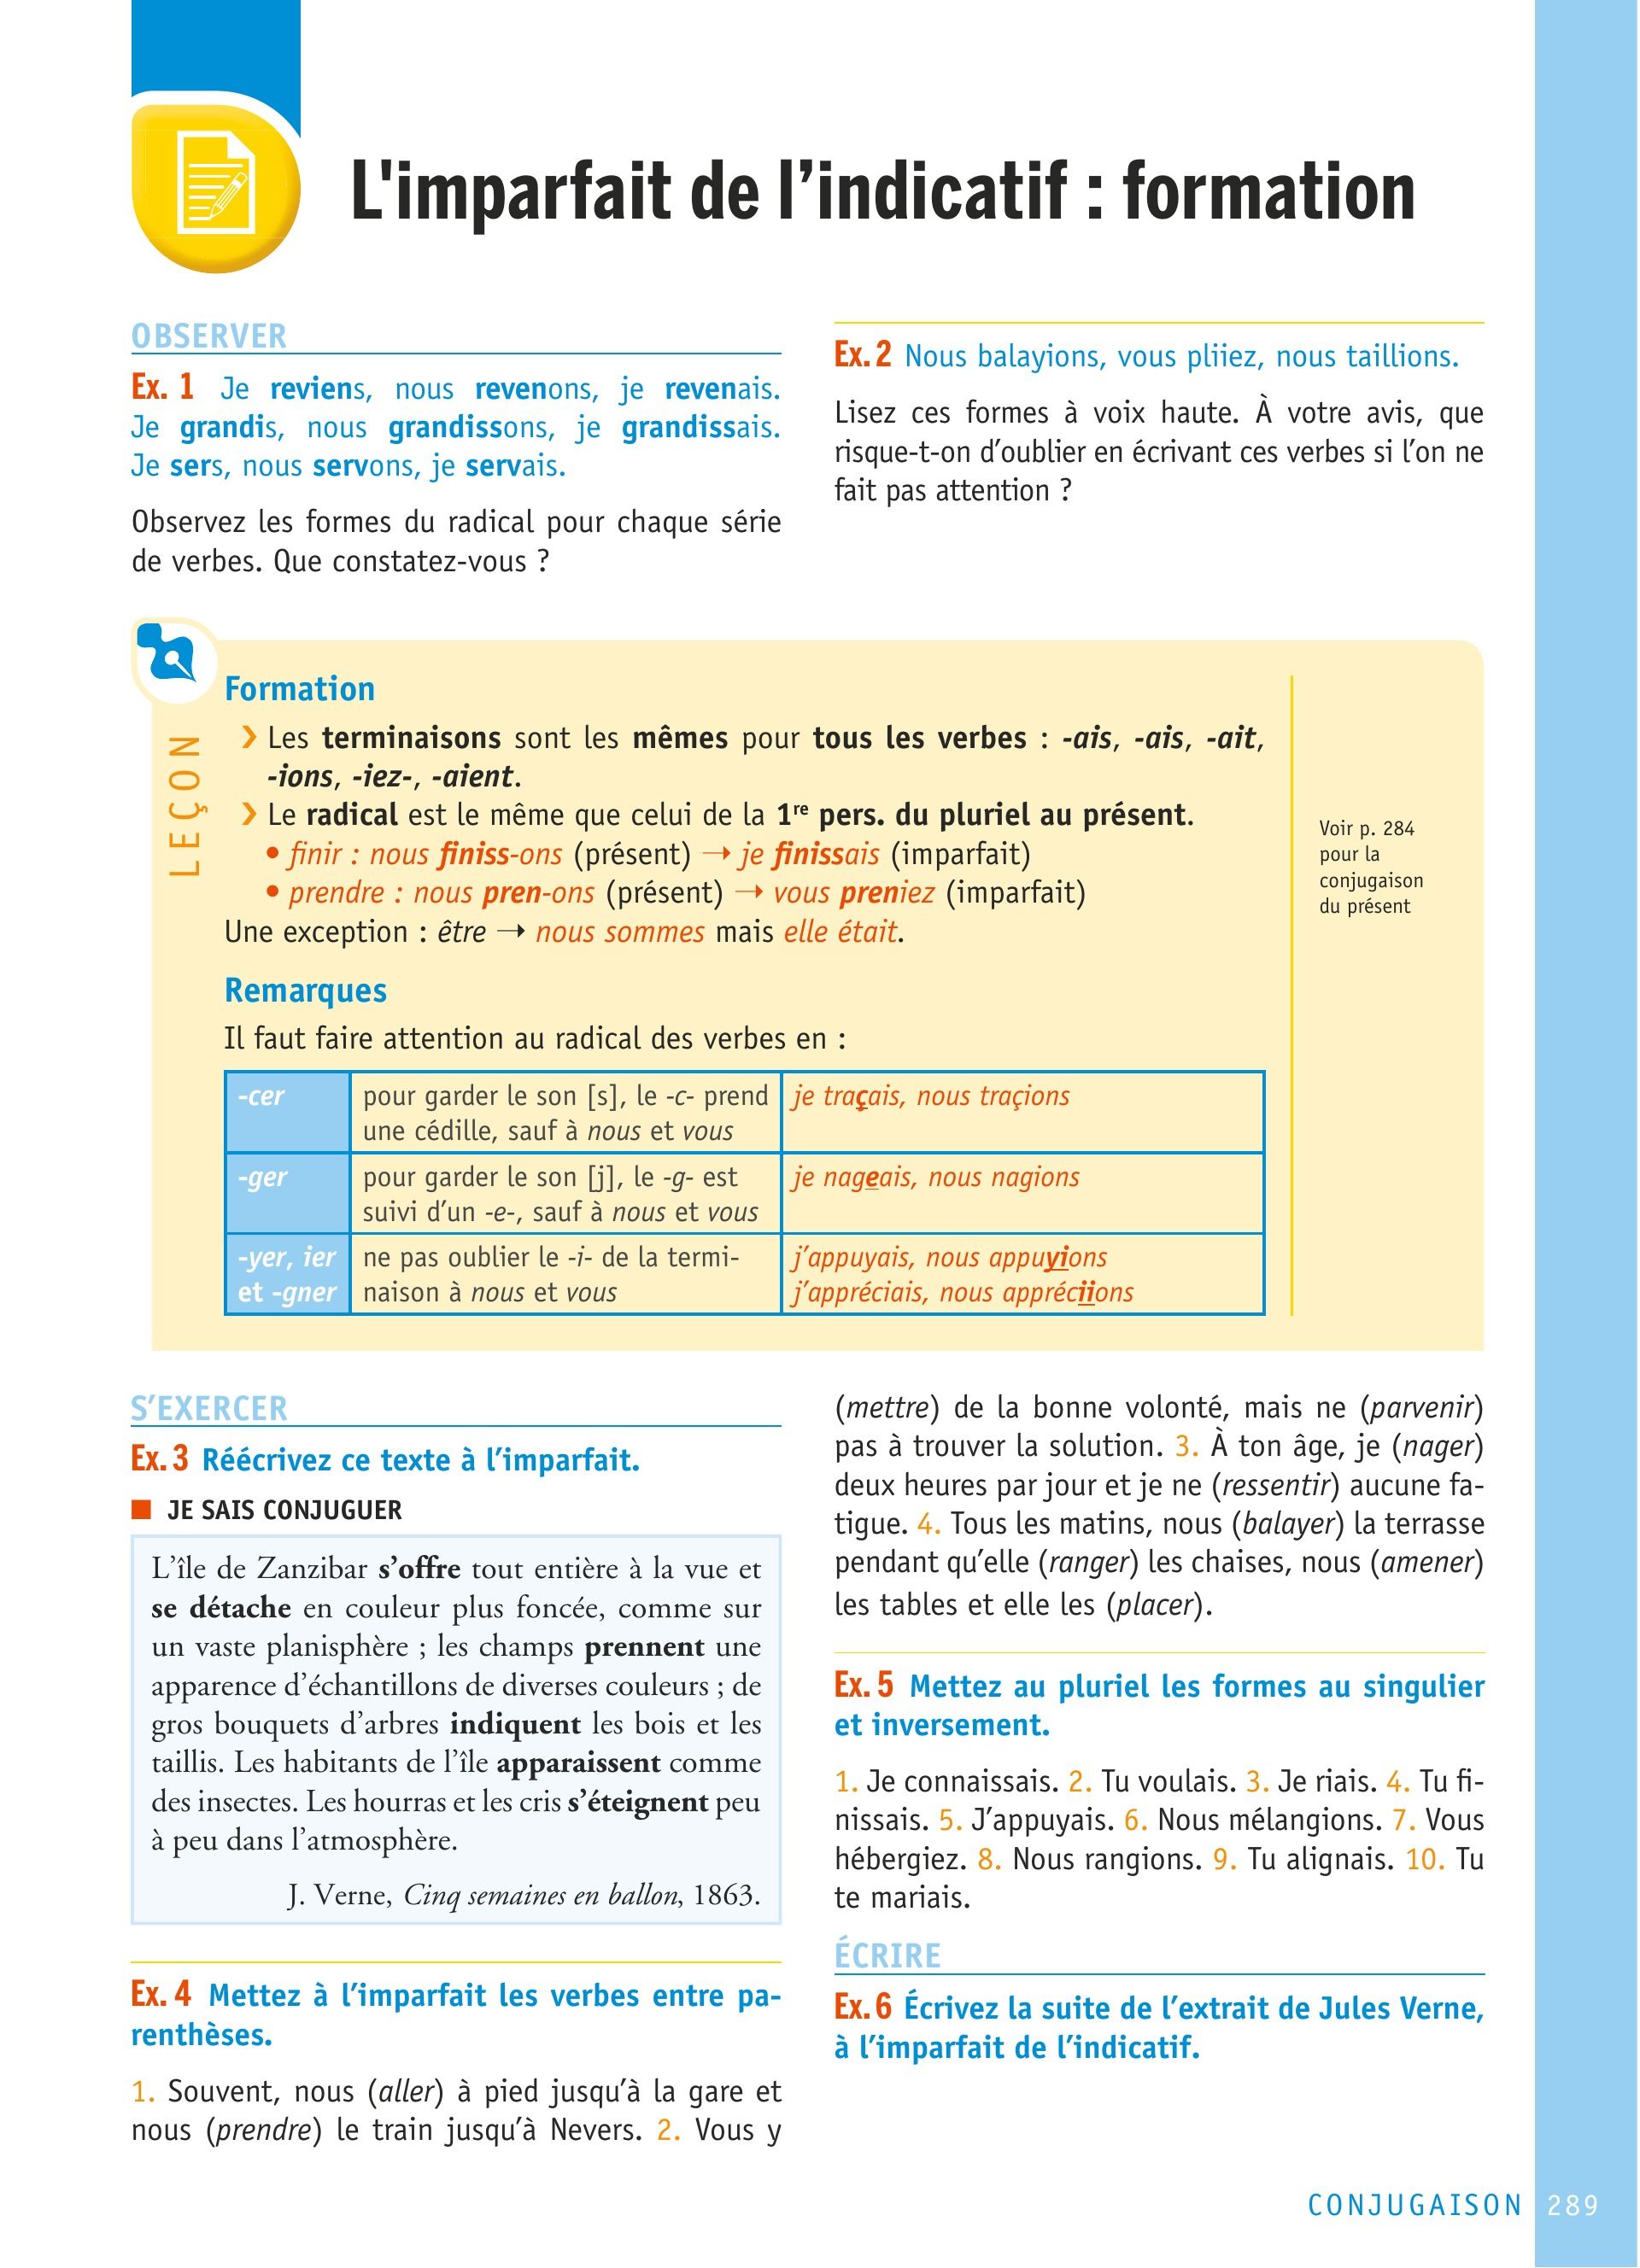 L'imparfait de l’indicatif : formation
OBSERVER
Ex. 1 Je reviens, nous revenons, je revenais.
Je grandis, nous grandissons, je grandissais.
Je sers, nous servons, je servais.
Observez les formes du radical pour chaque série
de verbes. Que constatez-vous ?
Ex. 2 Nous balayions, vous pliiez, nous taillions.
Lisez ces formes à voix haute. À votre avis, que
risque-t-on d’oublier en écrivant ces verbes si l’on ne
fait pas attention ?
LEÇON
Formation
❯ Les terminaisons sont les mêmes pour tous les verbes : -ais, -ais, -ait,
-ions, -iez-, -aient.
❯ Le radical est le même que celui de la 1re pers. du pluriel au présent.
• finir : nous finiss-ons (présent) → je finissais (imparfait)
• prendre : nous pren-ons (présent) → vous preniez (imparfait)
Une exception : être → nous sommes mais elle était.
Voir p. 284
pour la
conjugaison
du présent
Remarques
Il faut faire attention au radical des verbes en :
-cer
pour garder le son [s], le -c- prend
une cédille, sauf à nous et vous
je traçais, nous traçions
-ger
pour garder le son [j], le -g- est
suivi d’un -e-, sauf à nous et vous
je nageais, nous nagions
-yer, ier
et -gner
ne pas oublier le -i- de la termi-
naison à nous et vous
j’appuyais, nous appuyions
j’appréciais, nous appréciions
S’EXERCER
Ex. 3 Réécrivez ce texte à l’imparfait.
■ JE SAIS CONJUGUER
L’île de Zanzibar s’offre tout entière à la vue et
se détache en couleur plus foncée, comme sur
un vaste planisphère ; les champs prennent une
apparence d’échantillons de diverses couleurs ; de
gros bouquets d’arbres indiquent les bois et les
taillis. Les habitants de l’île apparaissent comme
des insectes. Les hourras et les cris s’éteignent peu
à peu dans l’atmosphère.
J. Verne, Cinq semaines en ballon, 1863.
Ex. 4 Mettez à l’imparfait les verbes entre pa-
renthèses.
1. Souvent, nous (aller) à pied jusqu’à la gare et
nous (prendre) le train jusqu’à Nevers. 2. Vous y
(mettre) de la bonne volonté, mais ne (parvenir)
pas à trouver la solution. 3. À ton âge, je (nager)
deux heures par jour et je ne (ressentir) aucune fa-
tigue. 4. Tous les matins, nous (balayer) la terrasse
pendant qu’elle (ranger) les chaises, nous (amener)
les tables et elle les (placer).
Ex. 5 Mettez au pluriel les formes au singulier
et inversement.
1. Je connaissais. 2. Tu voulais. 3. Je riais. 4. Tu fi-
nissais. 5. J’appuyais. 6. Nous mélangions. 7. Vous
hébergiez. 8. Nous rangions. 9. Tu alignais. 10. Tu
te mariais.
ÉCRIRE
Ex. 6 Écrivez la suite de l’extrait de Jules Verne,
à l’imparfait de l’indicatif.
CONJUGAISON 289